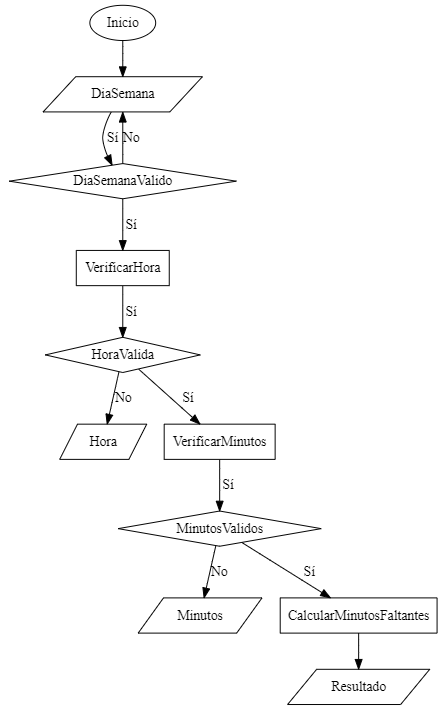 Inicio
DiaSemana
Sí No
DiaSemanaValido
Sí
VerificarHora
Sí
HoraValida
No Sí
Hora VerificarMinutos
Sí
MinutosValidos
No Sí
Minutos CalcularMinutosFaltantes
Resultado